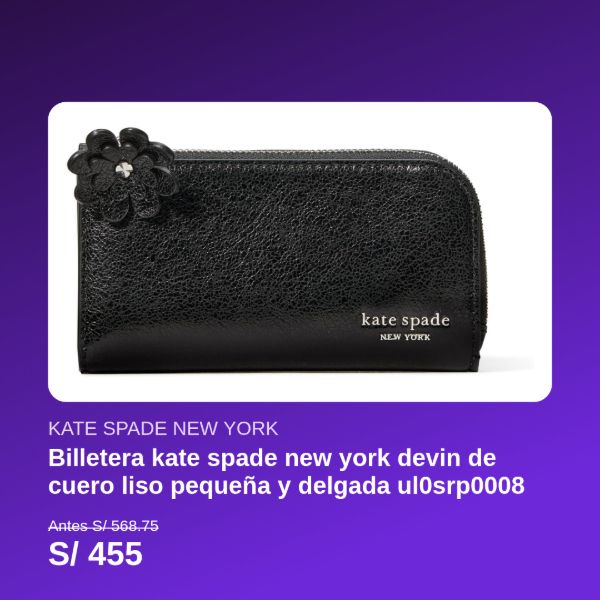 kate spade
NEW YORK
KATE SPADE NEW YORK
Billetera kate spade new york devin de
cuero liso pequeña y delgada ul0srp0008
Antes S/ 568.75
S/ 455